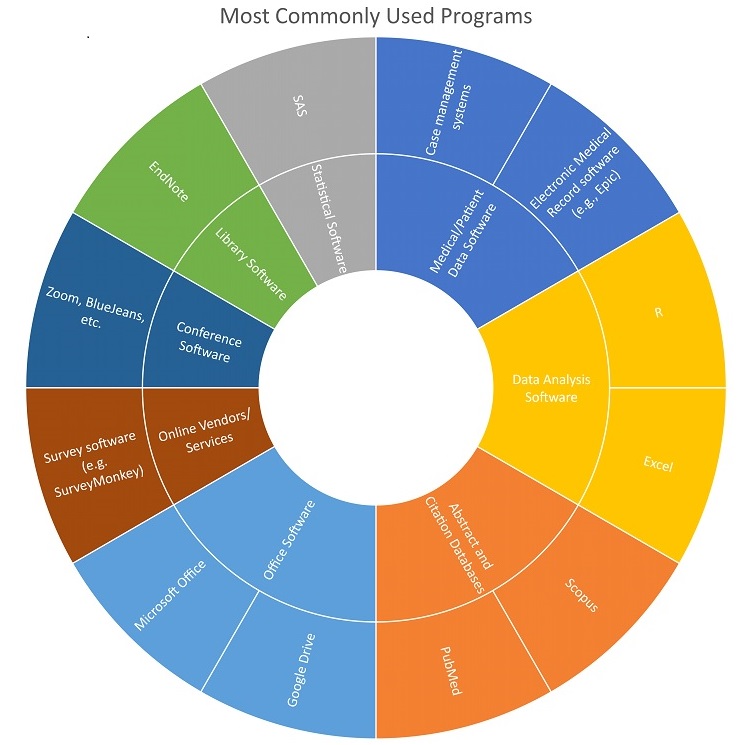 Most Commonly Used Programs
Case management
systems
Electronic Medical
Record software
(e.g., Epic)
Medical/Patient
Data Software
R
Excel
Data Analysis
Software
Scopus
PubMed
Abstract and
Citation Databases
Google Drive
Microsoft Office
Office Software
Survey software
(e.g.
SurveyMonkey)
Online Vendors/
Services
Zoom, BlueJeans,
etc.
Conference
Software
EndNote
Library Software
SAS
Statistical Software